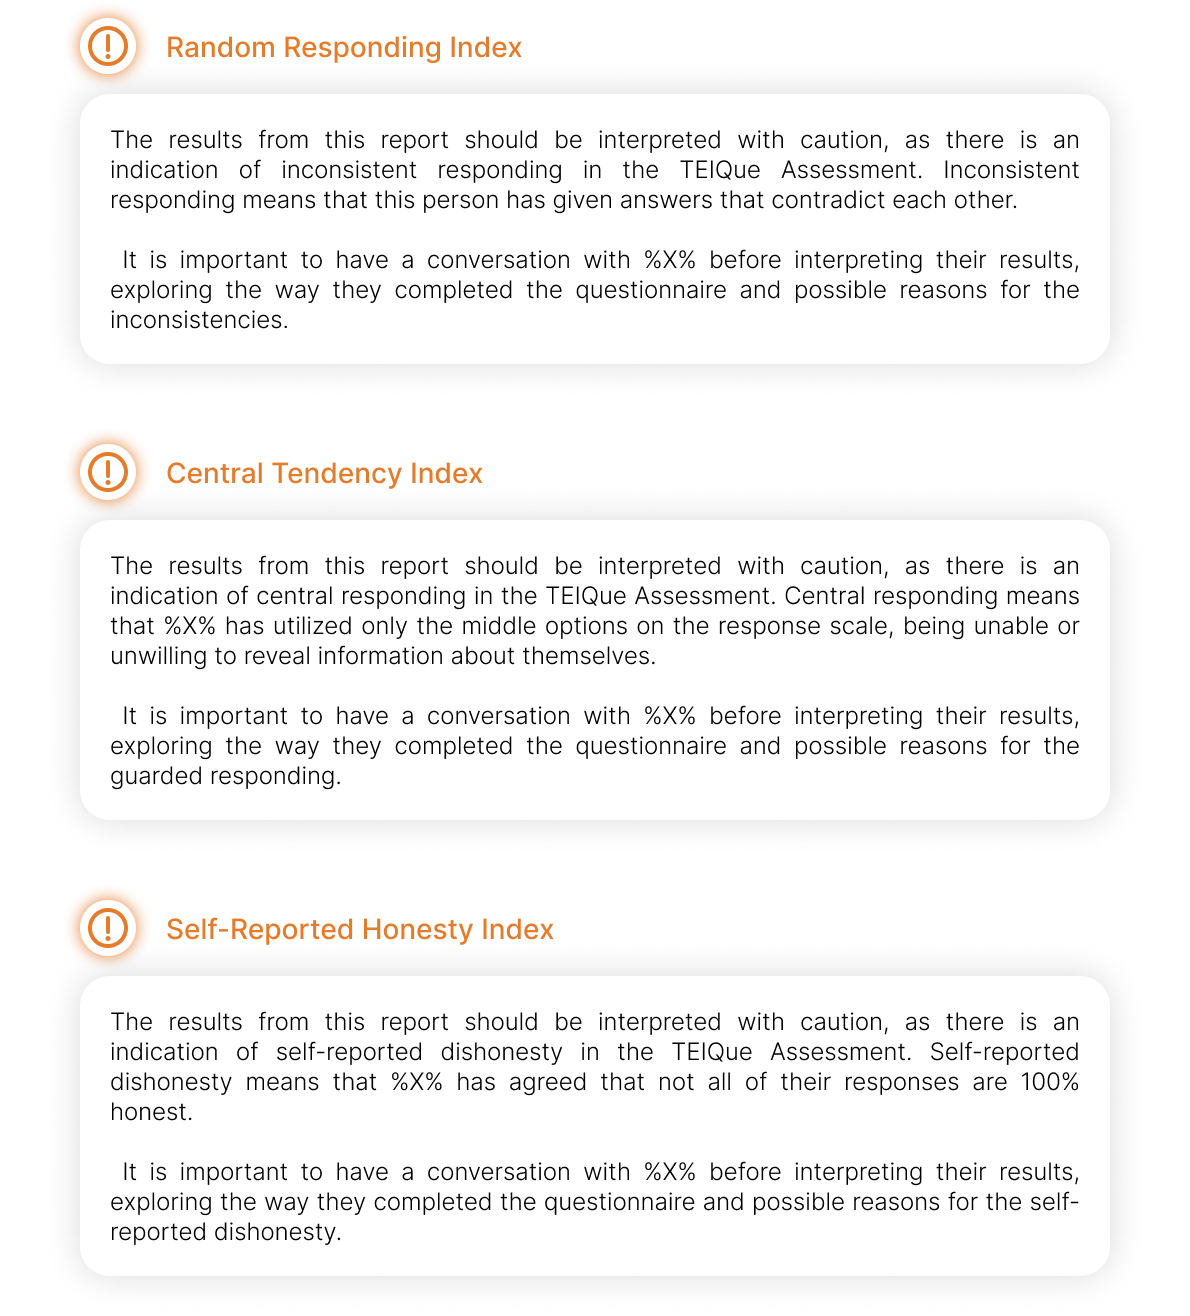 Random Responding Index
The results from this report should be interpreted with caution, as there is an
indication of inconsistent responding in the TEIQue Assessment. Inconsistent
responding means that this person has given answers that contradict each other.
It is important to have a conversation with %X% before interpreting their results,
exploring the way they completed the questionnaire and possible reasons for the
inconsistencies.
Central Tendency Index
The results from this report should be interpreted with caution, as there is an
indication of central responding in the TEIQue Assessment. Central responding means
that %X% has utilized only the middle options on the response scale, being unable or
unwilling to reveal information about themselves.
It is important to have a conversation with %X% before interpreting their results,
exploring the way they completed the questionnaire and possible reasons for the
guarded responding.
Self-Reported Honesty Index
The results from this report should be interpreted with caution, as there is an
indication of self-reported dishonesty in the TEIQue Assessment. Self-reported
dishonesty means that %X% has agreed that not all of their responses are 100%
honest.
It is important to have a conversation with %X% before interpreting their results,
exploring the way they completed the questionnaire and possible reasons for the self-
reported dishonesty.